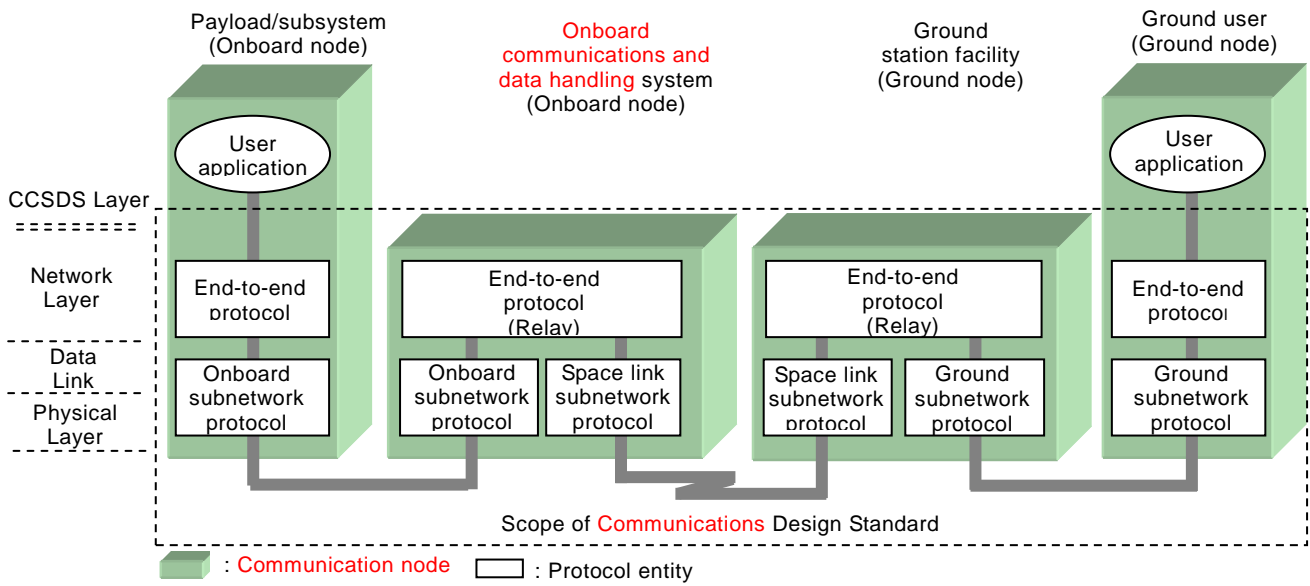 Payload/subsystem
(Onboard node)
Onboard
communications and
data handling system
(Onboard node)
Ground
station facility
(Ground node)
Ground user
(Ground node)
User
application
User
application
CCSDS Layer
Network
Layer
End-to-end
protocol
End-to-end
protocol
(Relay)
End-to-end
protocol
(Relay)
End-to-end
protocol
Data
Link
Physical
Layer
Onboard
subnetwork
protocol
Onboard
subnetwork
protocol
Space link
subnetwork
protocol
Space link
subnetwork
protocol
Ground
subnetwork
protocol
Ground
subnetwork
protocol
Scope of Communications Design Standard
: Communication node
: Protocol entity